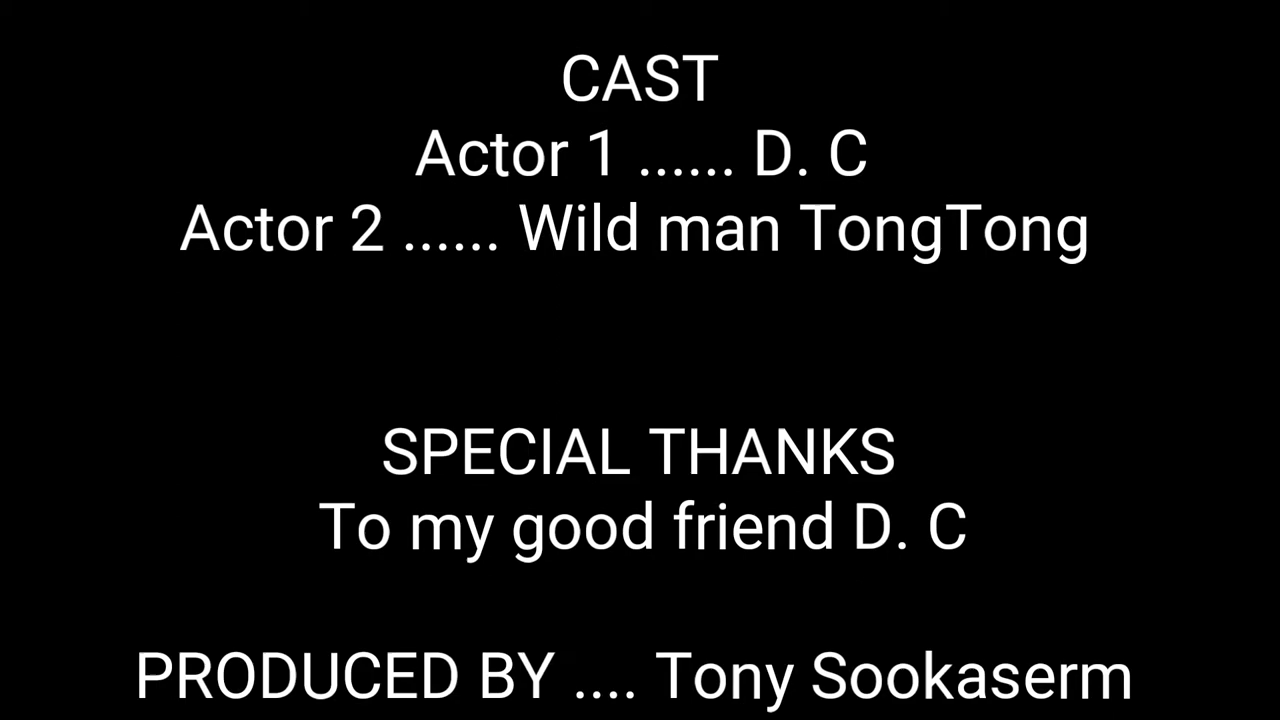 CAST
Actor 1 ...... D. C
Actor 2 ...... Wild man TongTong
SPECIAL THANKS
To my good friend D. C
PRODUCED BY .... Tony Sookaserm